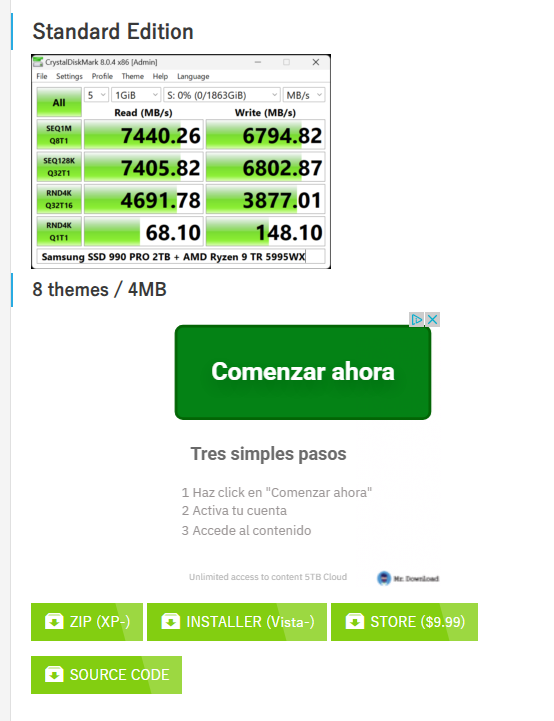 Standard Edition
CrystalDiskMark 8.0.4 x86 [Admin]
File Settings Profile Theme Help Language
All 5 1GiB S: 0% (0/1863GiB) MB/s
Read (MB/s) Write (MB/s)
SEQ1M
Q8T1 7440.26 6794.82
SEQ128K
Q32T1 7405.82 6802.87
RND4K
Q32T16 4691.78 3877.01
RND4K
Q1T1 68.10 148.10
Samsung SSD 990 PRO 2TB + AMD Ryzen 9 TR 5995WX
8 themes / 4MB
Comenzar ahora
Tres simples pasos
1 Haz click en "Comenzar ahora"
2 Activa tu cuenta
3 Accede al contenido
Unlimited access to content 5TB Cloud Mr. Download
ZIP (XP-) INSTALLER (Vista-) STORE ($9.99)
SOURCE CODE